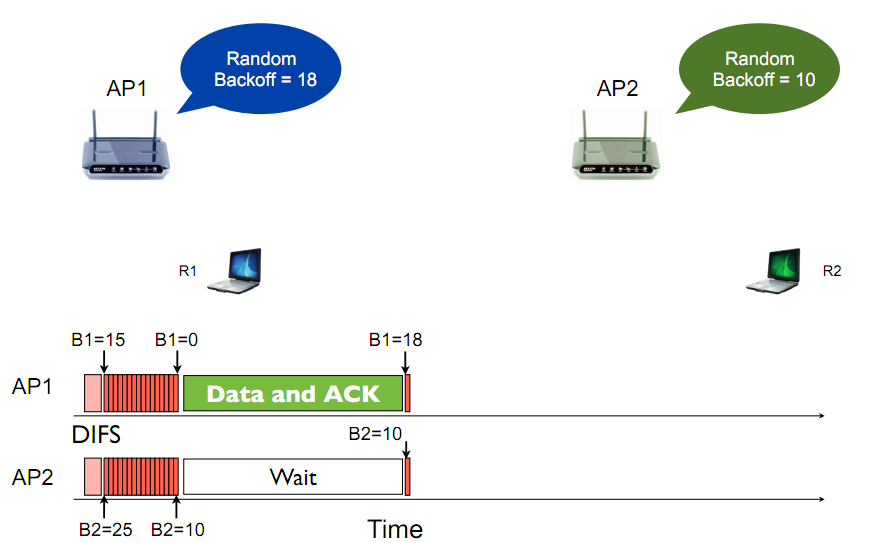 Random
Backoff = 18
Random
Backoff = 10
AP1
AP2
R1
R2
B1=15
B1=0
B1=18
AP1
Data and ACK
DIFS
B2=10
AP2
Wait
B2=25
B2=10
Time